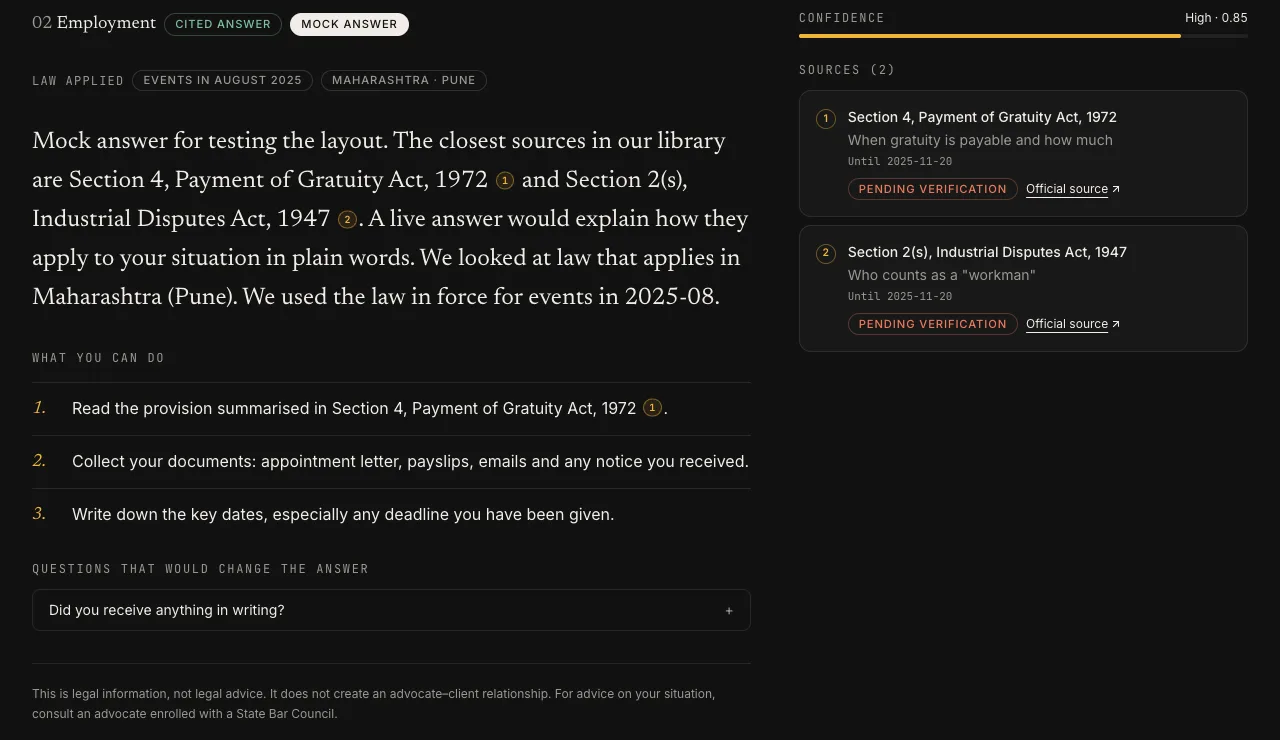 02 Employment CITED ANSWER MOCK ANSWER
LAW APPLIED EVENTS IN AUGUST 2025 MAHARASHTRA · PUNE
Mock answer for testing the layout. The closest sources in our library
are Section 4, Payment of Gratuity Act, 1972 1 and Section 2(s),
Industrial Disputes Act, 1947 2. A live answer would explain how they
apply to your situation in plain words. We looked at law that applies in
Maharashtra (Pune). We used the law in force for events in 2025-08.
WHAT YOU CAN DO
1. Read the provision summarised in Section 4, Payment of Gratuity Act, 1972 1.
2. Collect your documents: appointment letter, payslips, emails and any notice you received.
3. Write down the key dates, especially any deadline you have been given.
QUESTIONS THAT WOULD CHANGE THE ANSWER
Did you receive anything in writing? +
This is legal information, not legal advice. It does not create an advocate–client relationship. For advice on your situation,
consult an advocate enrolled with a State Bar Council.
CONFIDENCE High · 0.85
SOURCES (2)
1 Section 4, Payment of Gratuity Act, 1972
When gratuity is payable and how much
Until 2025-11-20
PENDING VERIFICATION Official source ↗
2 Section 2(s), Industrial Disputes Act, 1947
Who counts as a "workman"
Until 2025-11-20
PENDING VERIFICATION Official source ↗